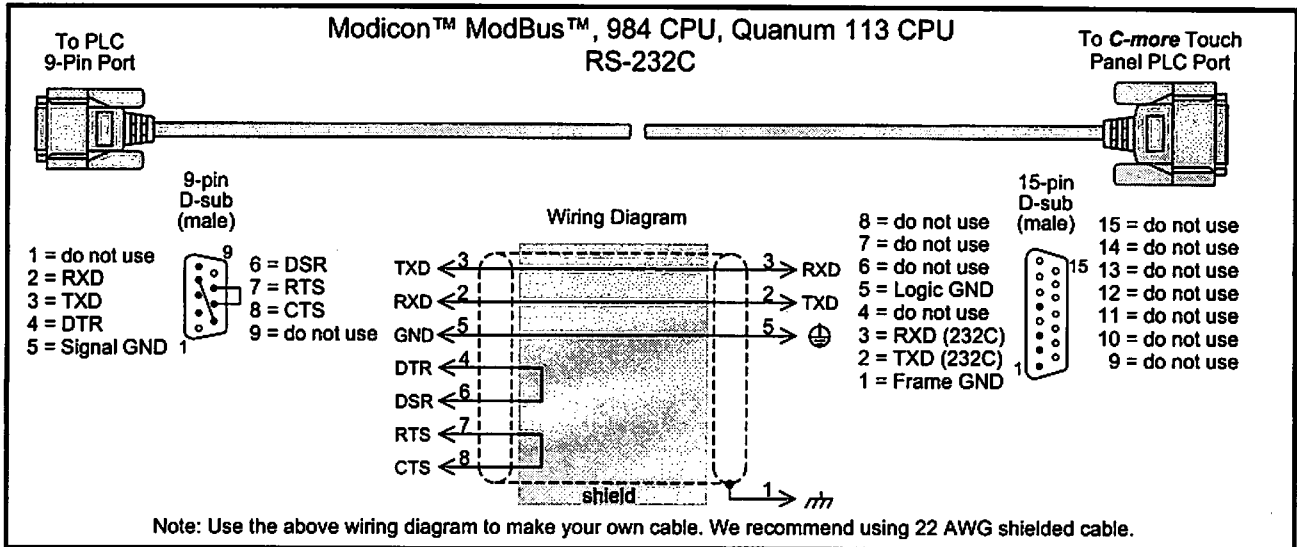 Modicon™ ModBus™, 984 CPU, Quanum 113 CPU
RS-232C
To PLC
9-Pin Port
To C-more Touch
Panel PLC Port
9-pin
D-sub
(male)
1 = do not use
2 = RXD
3 = TXD
4 = DTR
5 = Signal GND
9
1
6 = DSR
7 = RTS
8 = CTS
9 = do not use
Wiring Diagram
TXD 3 3 RXD
RXD 2 2 TXD
GND 5 5
DTR 4
DSR 6
RTS 7
CTS 8
shield
1
8 = do not use
7 = do not use
6 = do not use
5 = Logic GND
4 = do not use
3 = RXD (232C)
2 = TXD (232C)
1 = Frame GND
15-pin
D-sub
(male)
15
1
15 = do not use
14 = do not use
13 = do not use
12 = do not use
11 = do not use
10 = do not use
9 = do not use
Note: Use the above wiring diagram to make your own cable. We recommend using 22 AWG shielded cable.